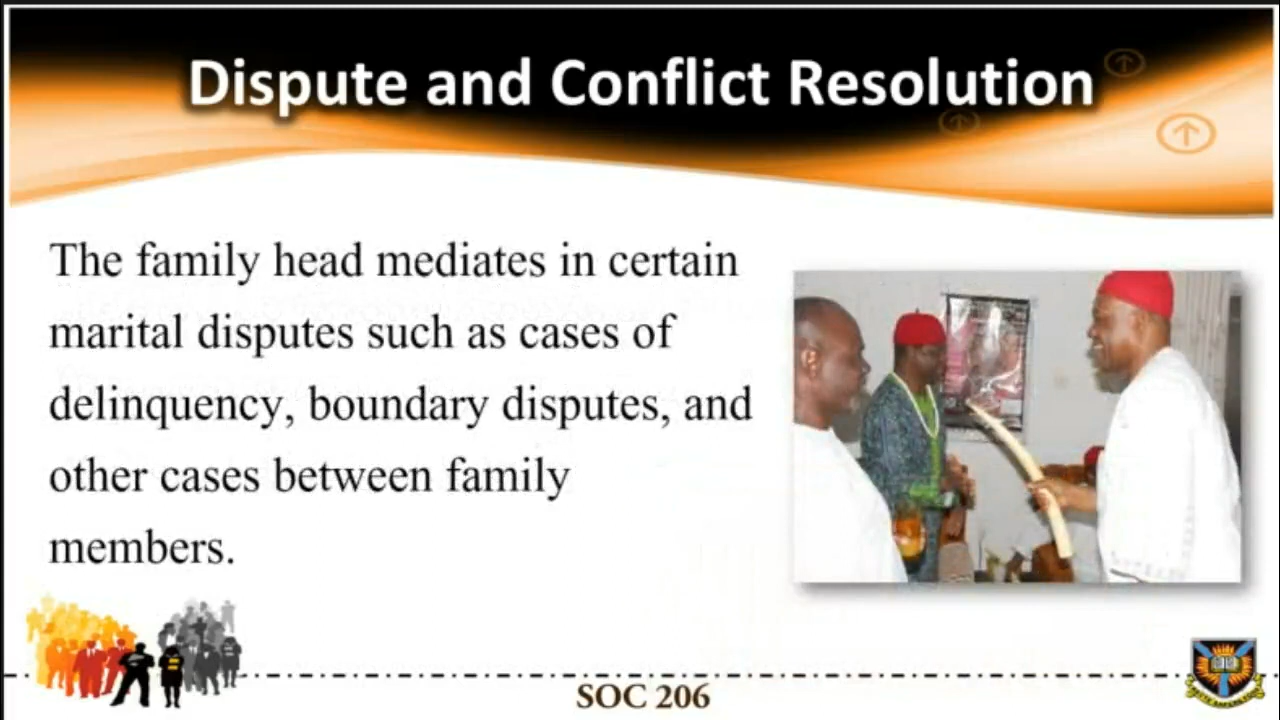 Dispute and Conflict Resolution
The family head mediates in certain
marital disputes such as cases of
delinquency, boundary disputes, and
other cases between family
members.
SOC 206